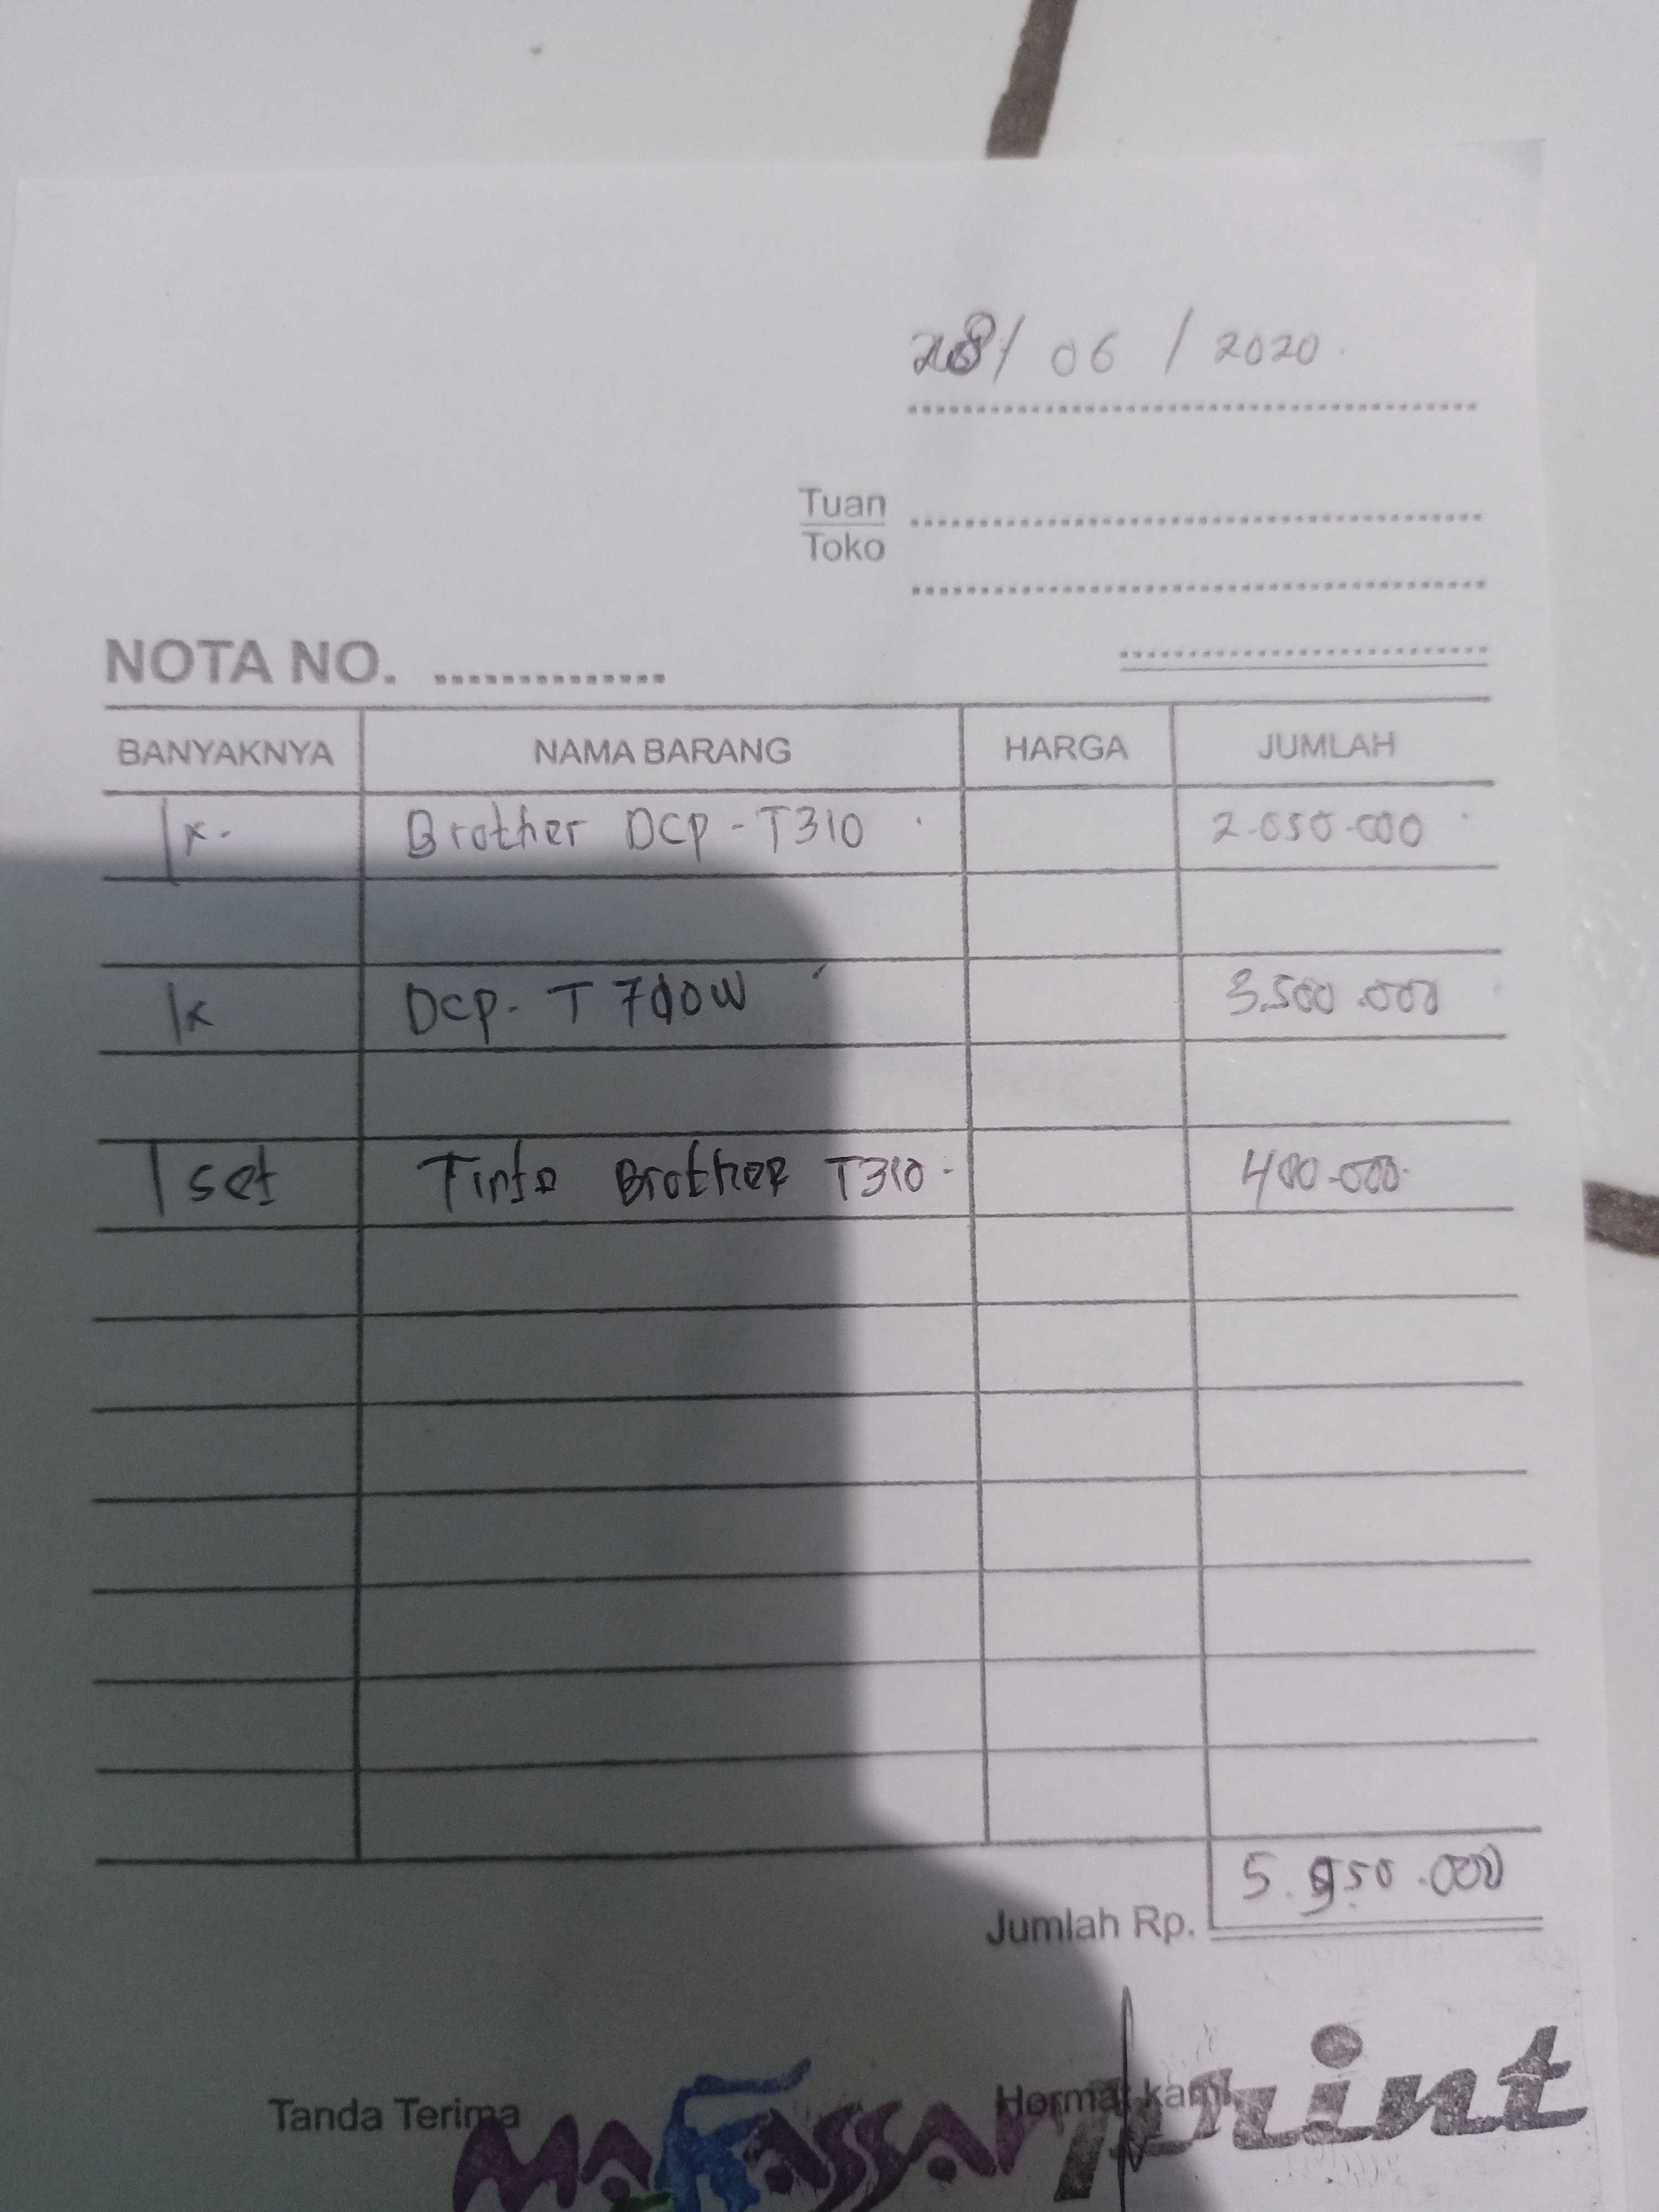 28/ 06 / 2020
Tuan
Toko
NOTA NO.
BANYAKNYA NAMA BARANG HARGA JUMLAH
1x. Brother DCP - T310 2.050.000
1x DCP - T 700W 3.500.000
1 set Tinta Brother T310 400.000
Jumlah Rp. 5.950.000
Tanda Terima Hormat kami,
MAKASSAR print